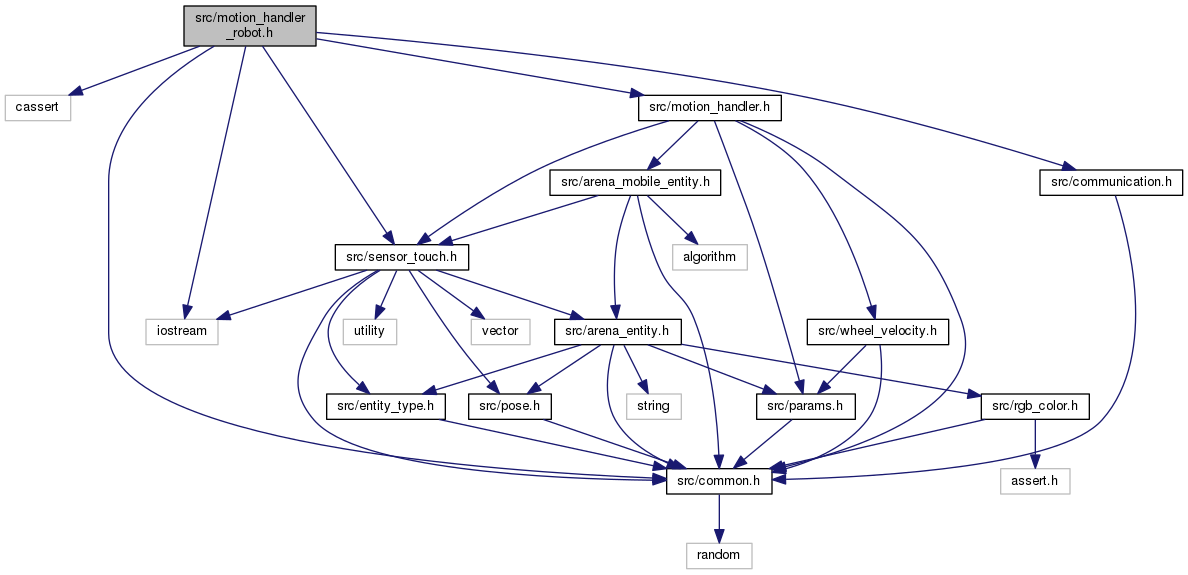 src/motion_handler
_robot.h
cassert
src/motion_handler.h
src/arena_mobile_entity.h
src/communication.h
src/sensor_touch.h
algorithm
iostream
utility
vector
src/arena_entity.h
src/wheel_velocity.h
src/entity_type.h
src/pose.h
string
src/params.h
src/rgb_color.h
src/common.h
assert.h
random